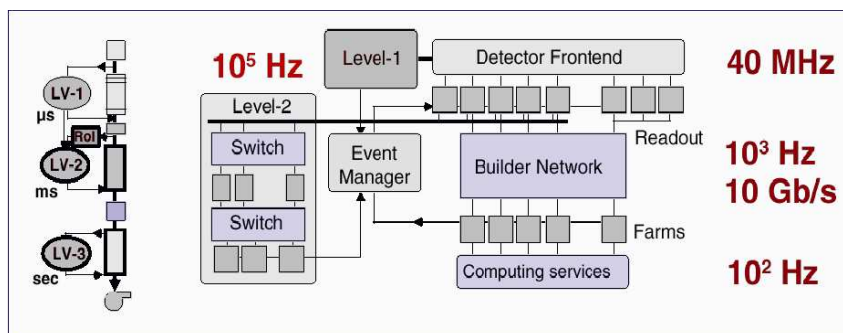 LV-1
μs
RoI
LV-2
ms
LV-3
sec
10⁵ Hz
Level-1
Detector Frontend
40 MHz
Level-2
Switch
Switch
Event
Manager
Readout
Builder Network
10³ Hz
10 Gb/s
Farms
Computing services
10² Hz